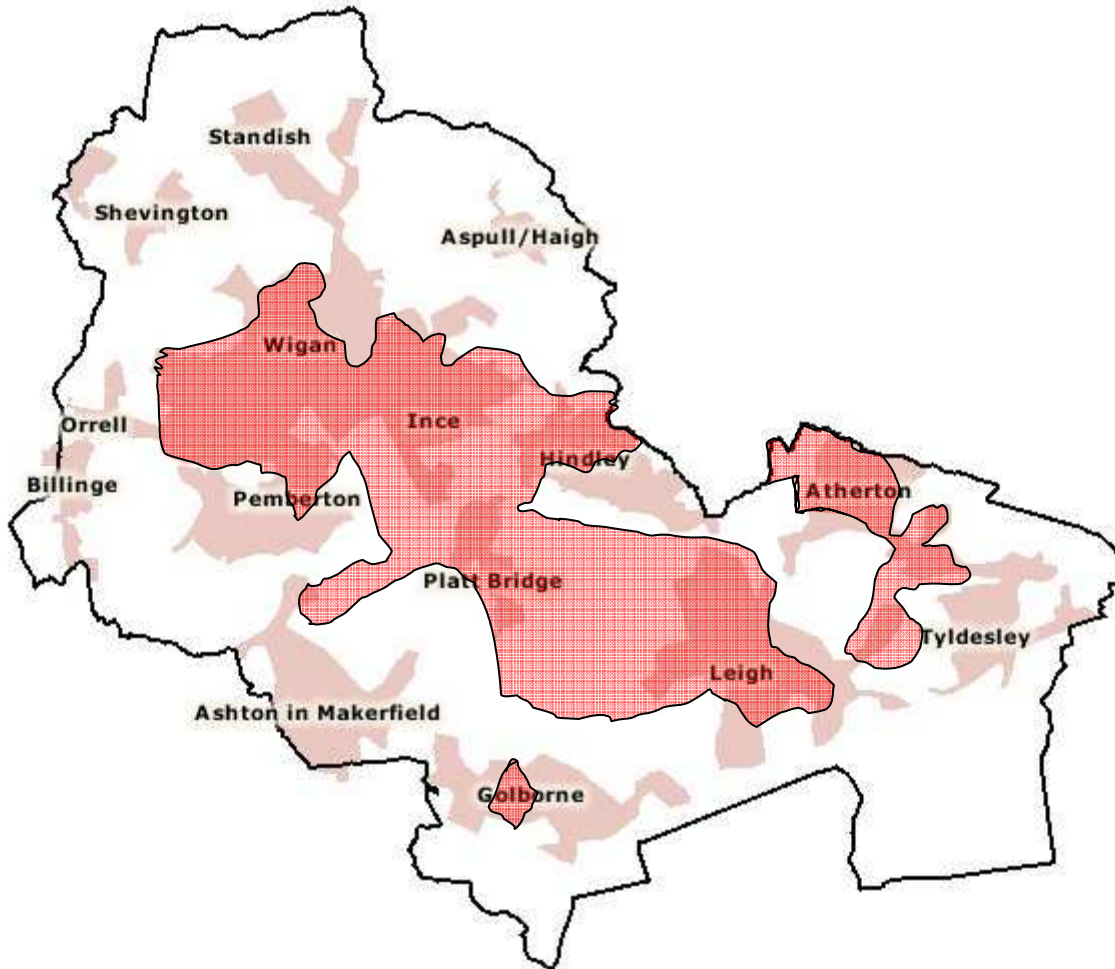 Standish
Shevington
Aspull/Haigh
Wigan
Ince
Orrell
Hindley
Billinge
Pemberton
Atherton
Platt Bridge
Tyldesley
Leigh
Ashton in Makerfield
Golborne